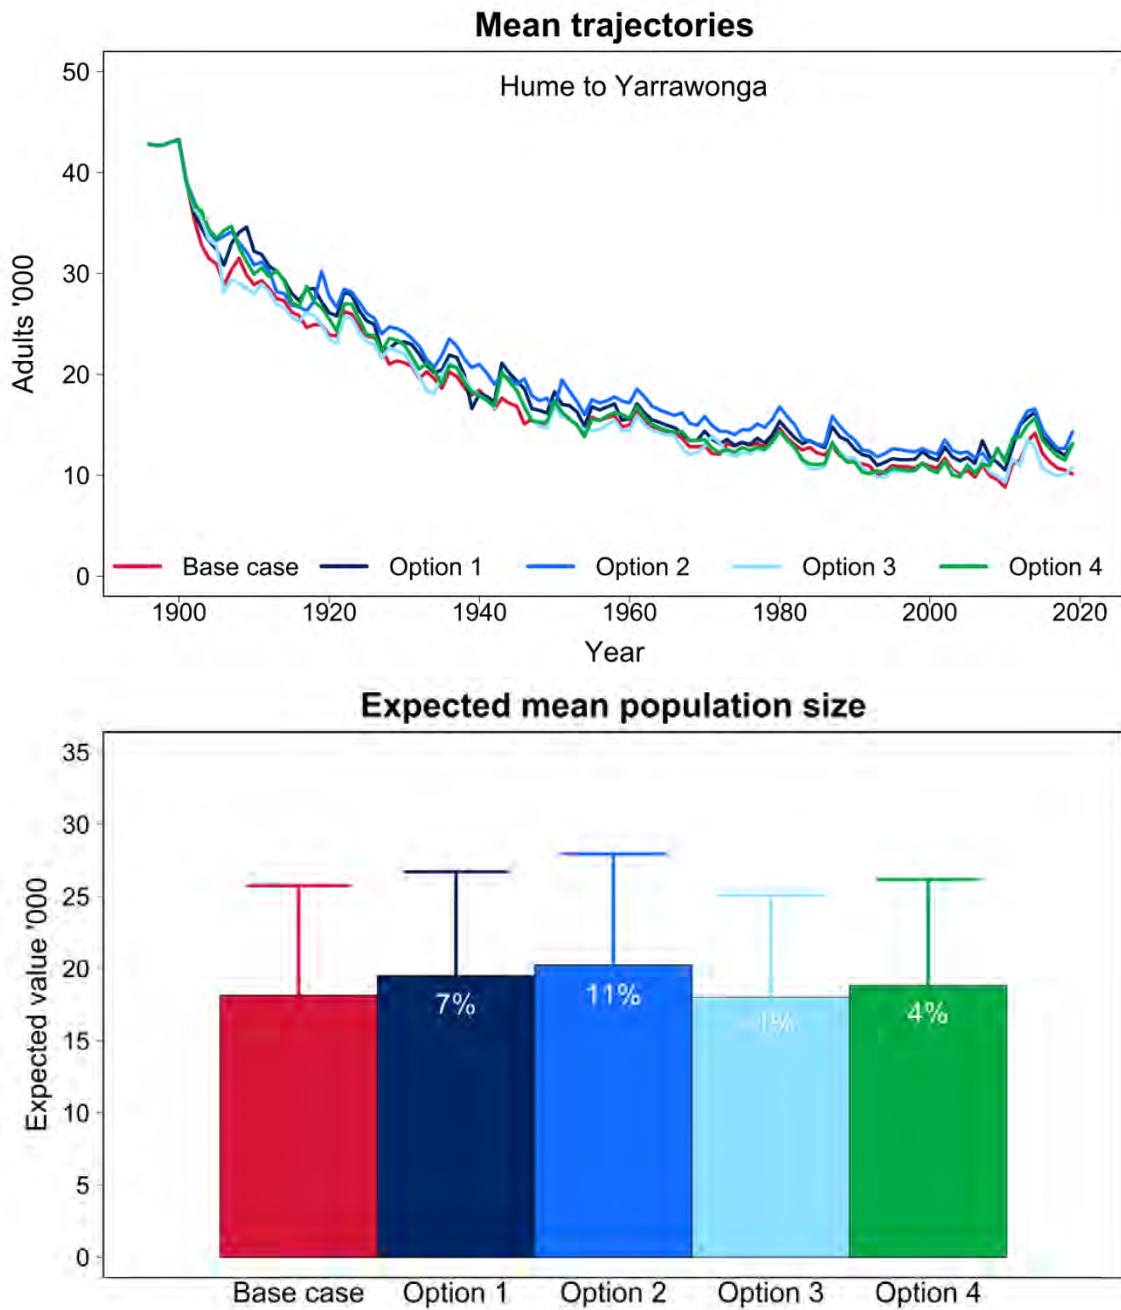 Mean trajectories
Hume to Yarrawonga
Adults '000
50
40
30
20
10
0
Base case Option 1 Option 2 Option 3 Option 4
1900 1920 1940 1960 1980 2000 2020
Year
Expected mean population size
Expected value '000
35
30
25
20
15
10
5
0
7% 11% -1% 4%
Base case Option 1 Option 2 Option 3 Option 4